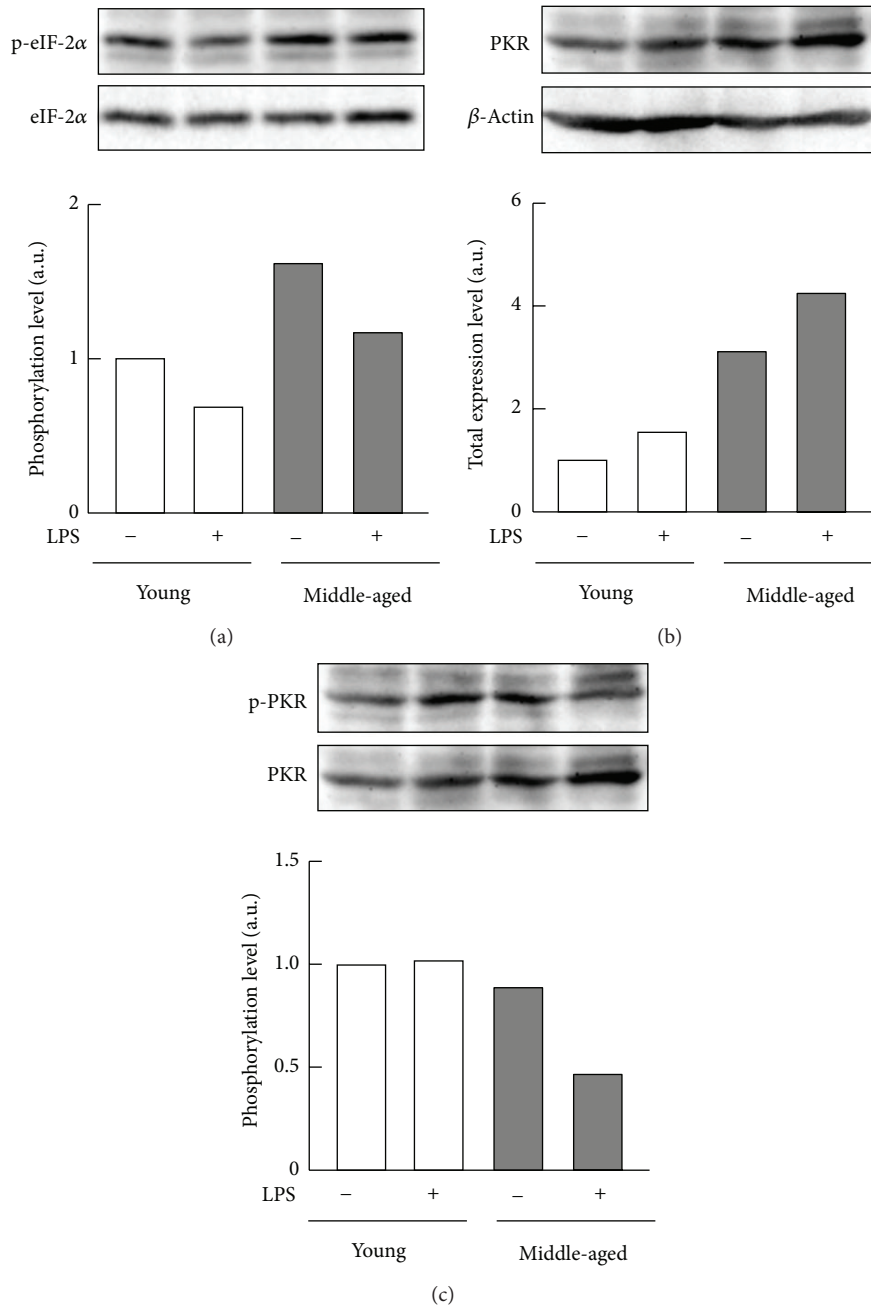 p-eIF-2α
eIF-2α
2
1
0
Phosphorylation level (a.u.)
LPS − + − +
Young Middle-aged
(a)
PKR
β-Actin
6
4
2
0
Total expression level (a.u.)
LPS − + − +
Young Middle-aged
(b)
p-PKR
PKR
1.5
1.0
0.5
0
Phosphorylation level (a.u.)
LPS − + − +
Young Middle-aged
(c)